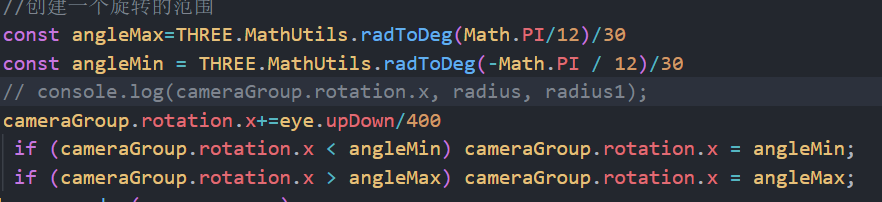 //创建一个旋转的范围
const angleMax=THREE.MathUtils.radToDeg(Math.PI/12)/30
const angleMin = THREE.MathUtils.radToDeg(-Math.PI / 12)/30
// console.log(cameraGroup.rotation.x, radius, radius1);
cameraGroup.rotation.x+=eye.upDown/400
if (cameraGroup.rotation.x < angleMin) cameraGroup.rotation.x = angleMin;
if (cameraGroup.rotation.x > angleMax) cameraGroup.rotation.x = angleMax;